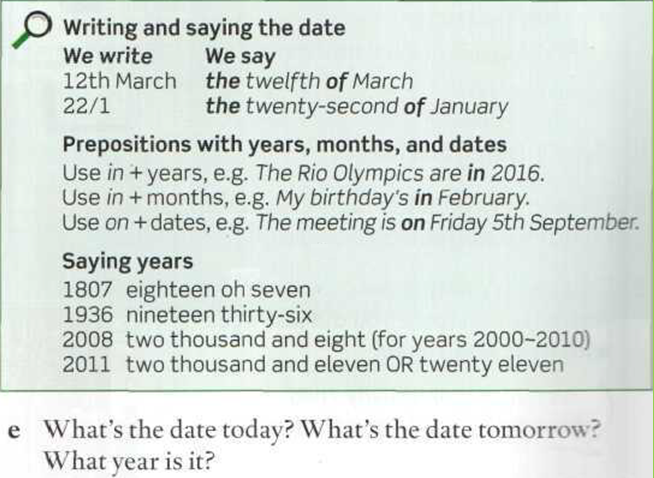 Writing and saying the date
We write We say
12th March the twelfth of March
22/1 the twenty-second of January
Prepositions with years, months, and dates
Use in + years, e.g. The Rio Olympics are in 2016.
Use in + months, e.g. My birthday's in February.
Use on + dates, e.g. The meeting is on Friday 5th September.
Saying years
1807 eighteen oh seven
1936 nineteen thirty-six
2008 two thousand and eight (for years 2000–2010)
2011 two thousand and eleven OR twenty eleven
e What's the date today? What's the date tomorrow?
What year is it?